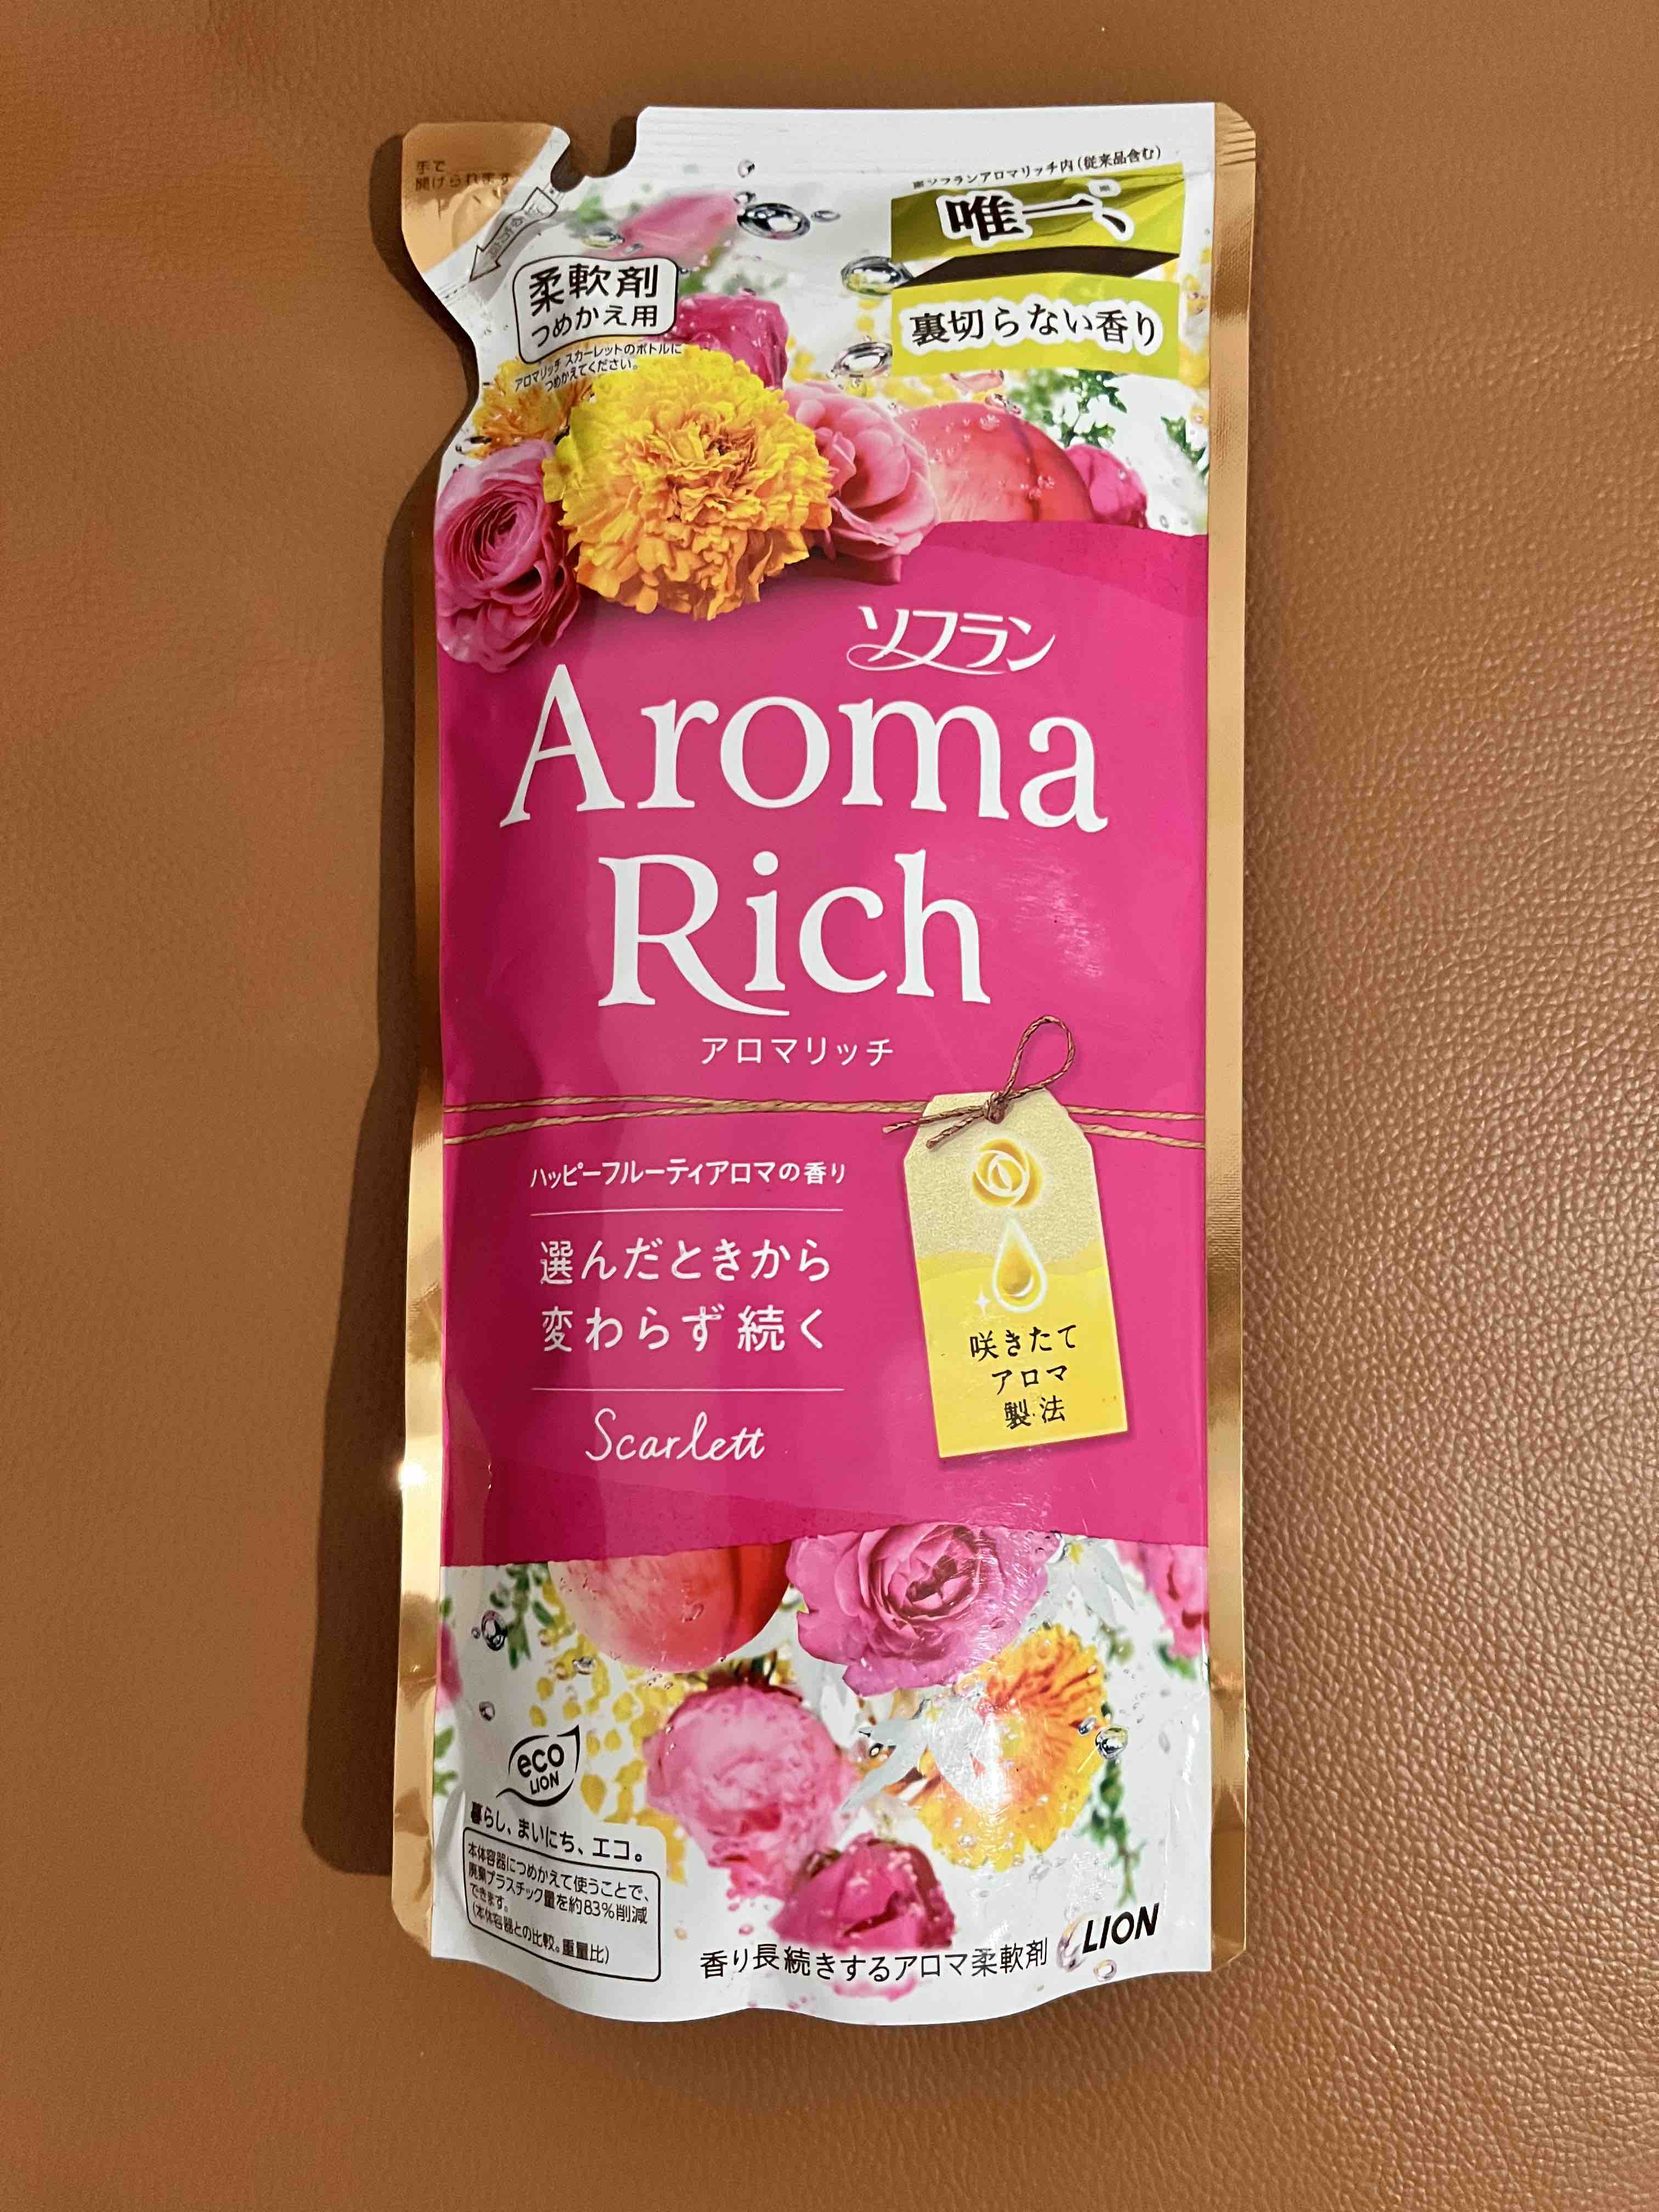 ※ソフランアロマリッチ内(従来品含む)
手で
開けられます
唯一、※
裏切らない香り
柔軟剤
つめかえ用
アロマリッチ スカーレットのボトルに
つめかえてください。
ソフラン
Aroma
Rich
アロマリッチ
ハッピーフルーティアロマの香り
選んだときから
変わらず続く
Scarlett
咲きたて
アロマ
製法
eco
LION
暮らし、まいにち、エコ。
本体容器につめかえて使うことで、
廃棄プラスチック量を約83%削減
できます。
(本体容器との比較。重量比)
香り長続きするアロマ柔軟剤
LION